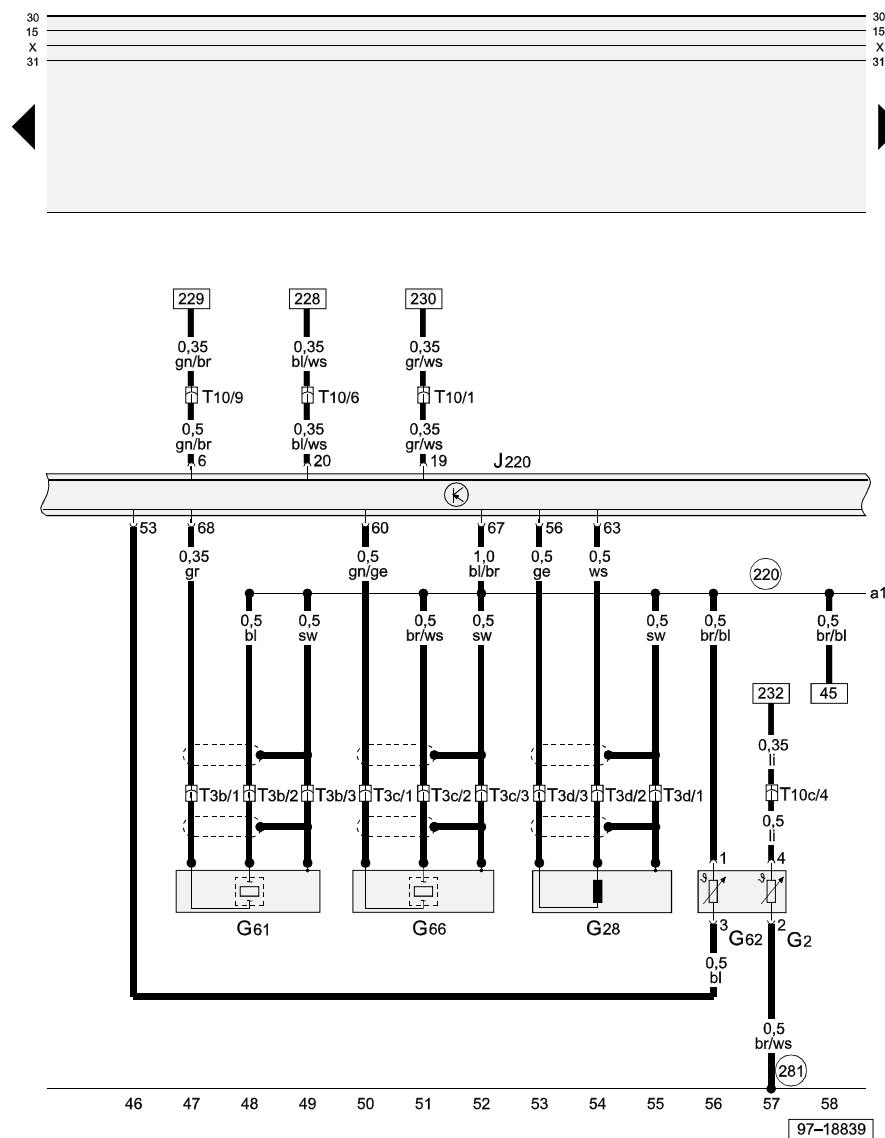 30 30
15 15
X X
31 31
229 228 230
0,35 0,35 0,35
gn/br bl/ws gr/ws
T10/9 T10/6 T10/1
0,5 0,35 0,35
gn/br bl/ws gr/ws
6 20 19 J220
53 68 60 67 56 63
0,35 0,5 1,0 0,5 0,5
gr gn/ge bl/br ge ws
220
a1
0,5 0,5 0,5 0,5 0,5 0,5 0,5
bl sw br/ws sw sw br/bl br/bl
232 45
0,35
li
T3b/1 T3b/2 T3b/3 T3c/1 T3c/2 T3c/3 T3d/3 T3d/2 T3d/1 T10c/4
0,5
li
1 4
ϑ ϑ
G61 G66 G28 3 G62 2 G2
0,5
bl
0,5
br/ws
281
46 47 48 49 50 51 52 53 54 55 56 57 58
97–18839